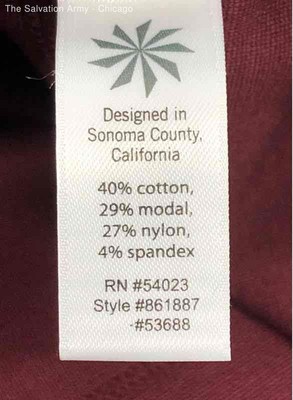 The Salvation Army - Chicago
Designed in
Sonoma County,
California
40% cotton,
29% modal,
27% nylon,
4% spandex
RN #54023
Style #861887
-#53688